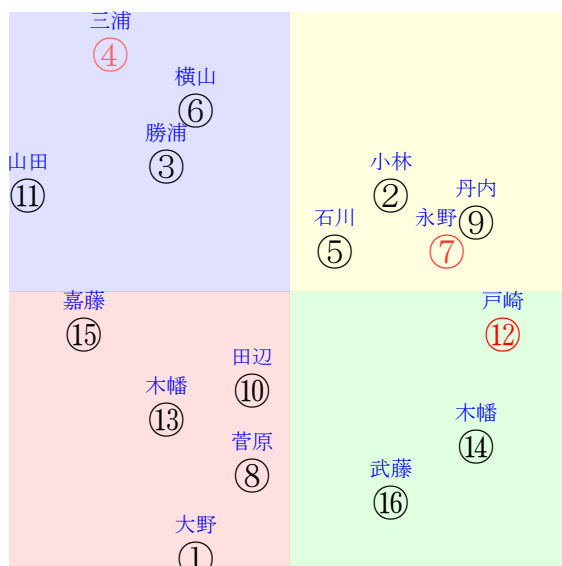 三浦
④
横山
⑥
勝浦
③
山田
⑪
小林
②
丹内
⑨
石川
⑤
永野
⑦
嘉藤
⑮
戸崎
⑫
田辺
⑩
木幡
⑬
木幡
⑭
菅原
⑧
武藤
⑯
大野
①